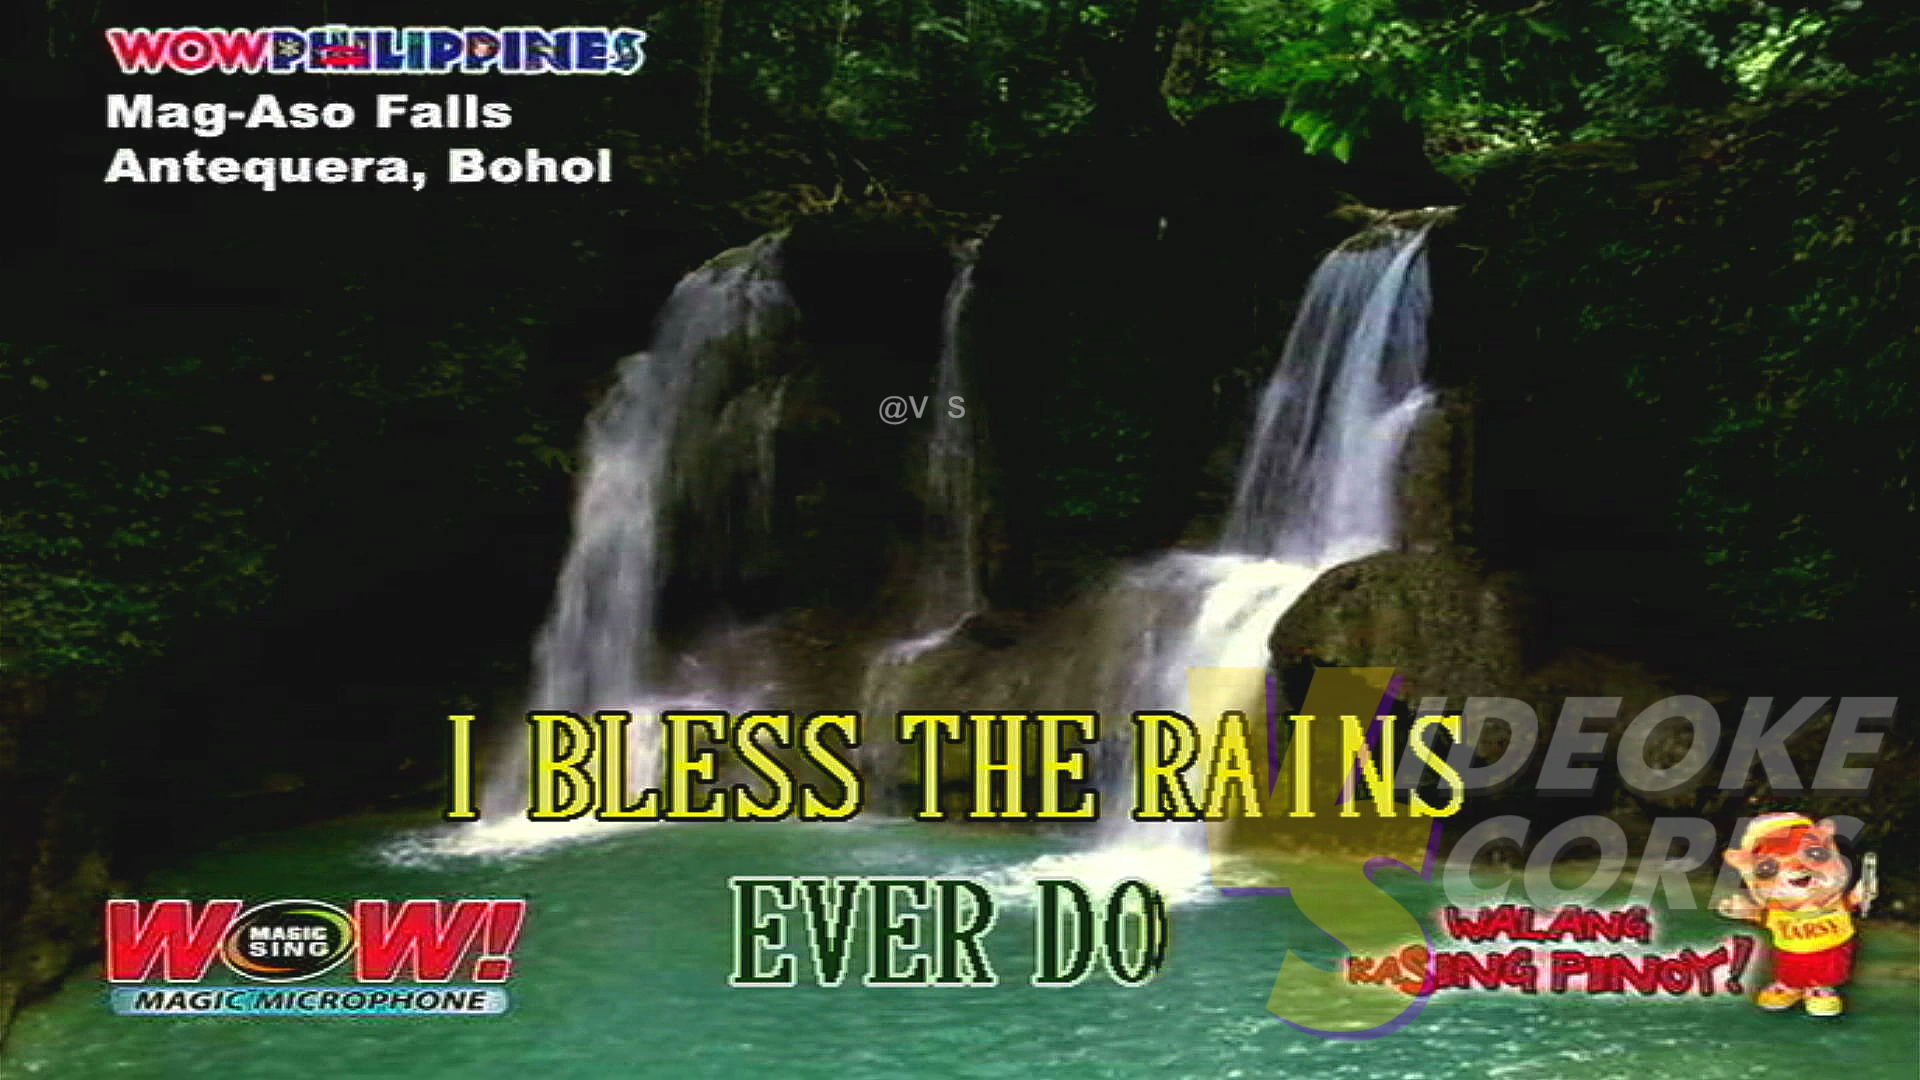 WOWPHILIPPINES
Mag-Aso Falls
Antequera, Bohol
@V S
I BLESS THE RAINS
EVER DO
VIDEOKE
SCORES
WOW!
MAGIC
SING
MAGIC MICROPHONE
WALANG
KASING PINOY!
TARSY